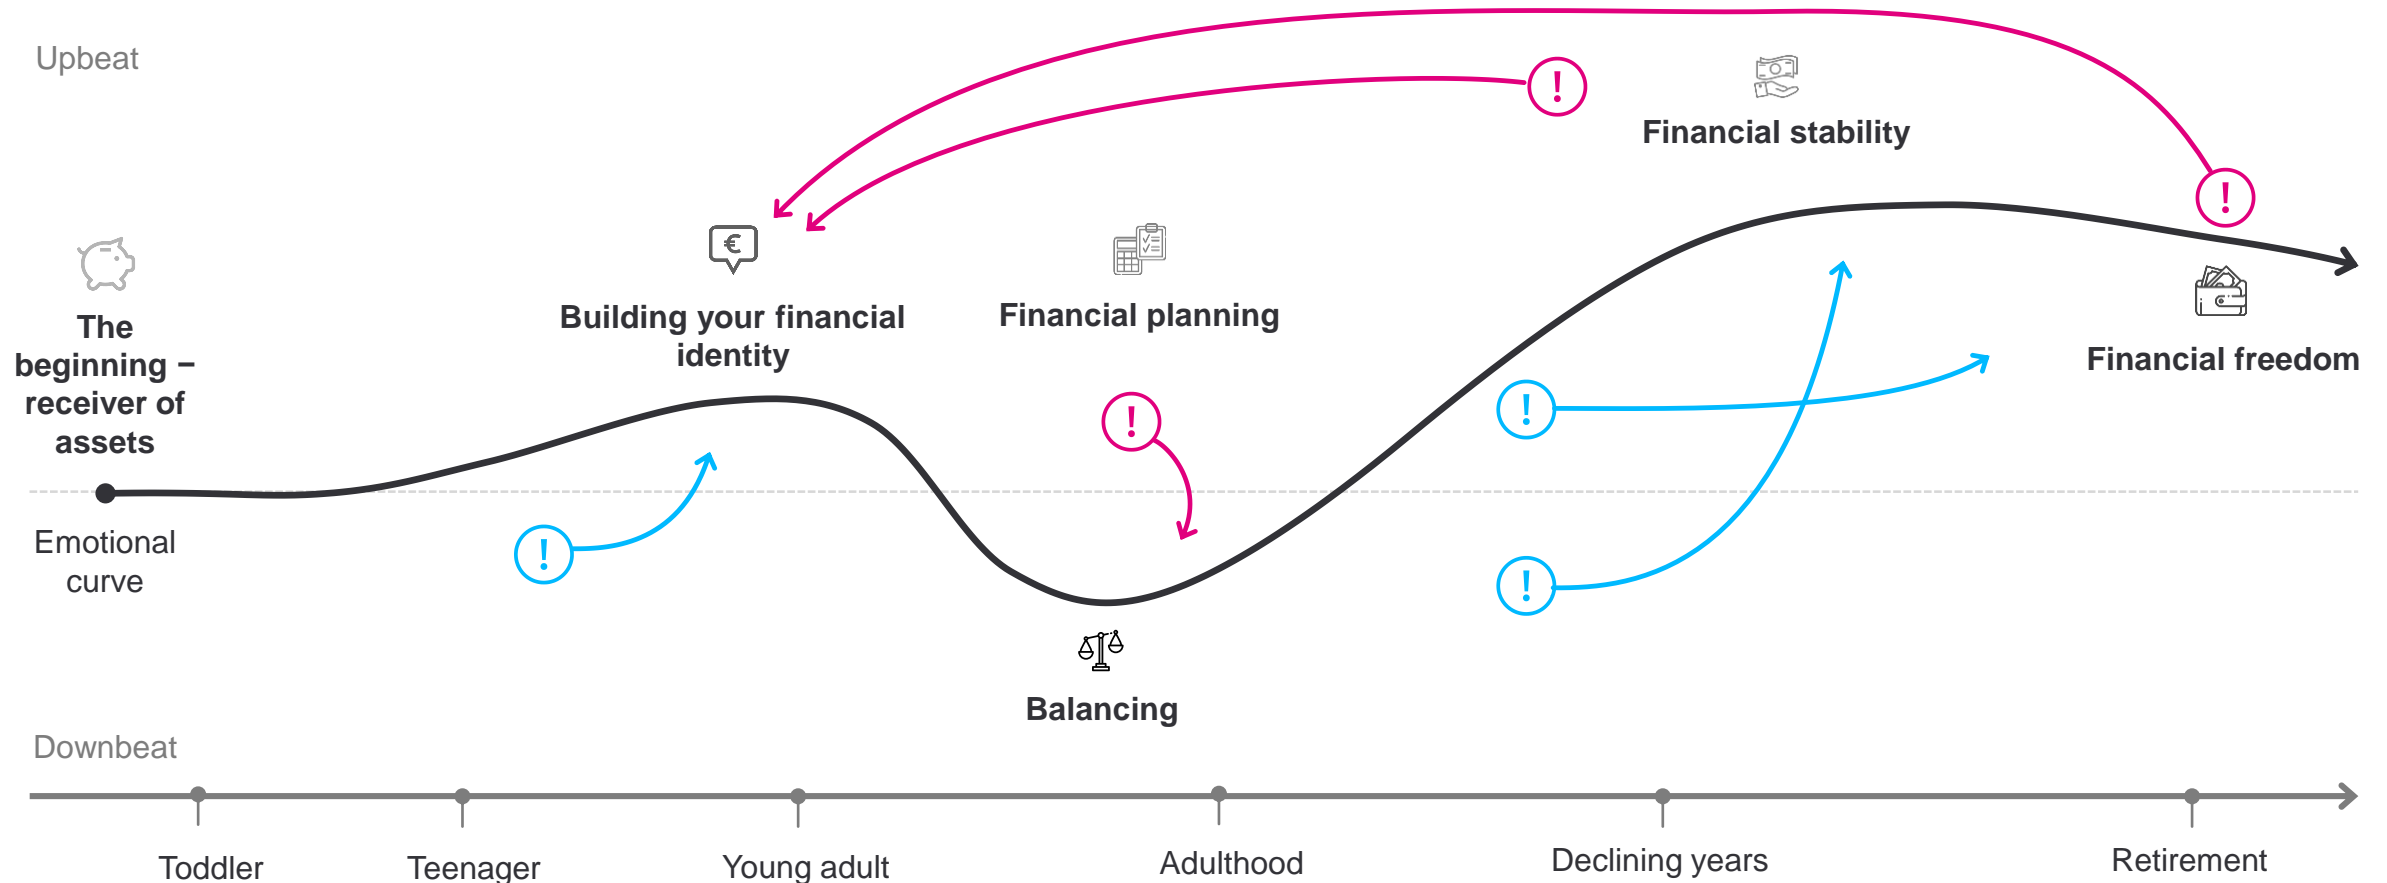 Upbeat
Financial stability
The
beginning –
receiver of
assets
€
Building your financial
identity
Financial planning
Financial freedom
!
!
!
!
!
!
Emotional
curve
Balancing
Downbeat
Toddler
Teenager
Young adult
Adulthood
Declining years
Retirement